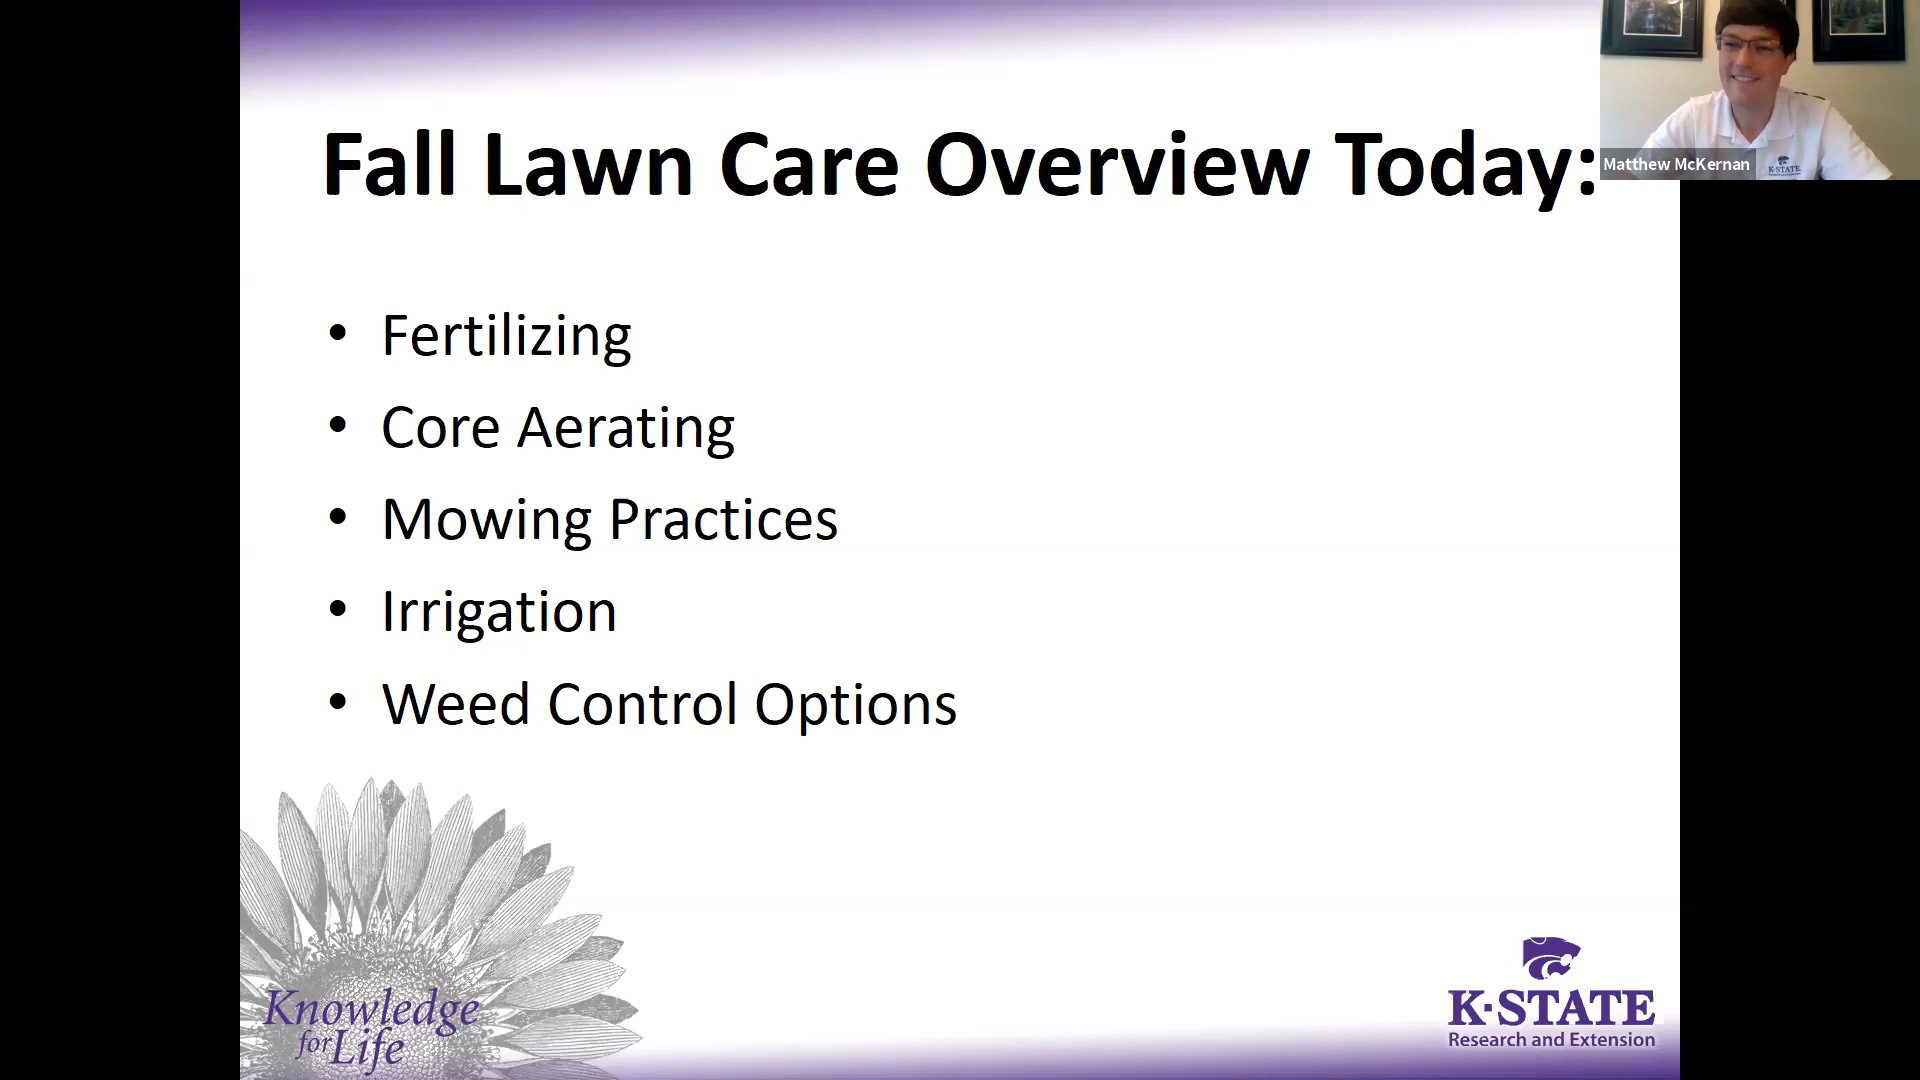 Fall Lawn Care Overview Today:
Matthew McKernan
K-STATE
• Fertilizing
• Core Aerating
• Mowing Practices
• Irrigation
• Weed Control Options
Knowledge
for Life
K-STATE
Research and Extension